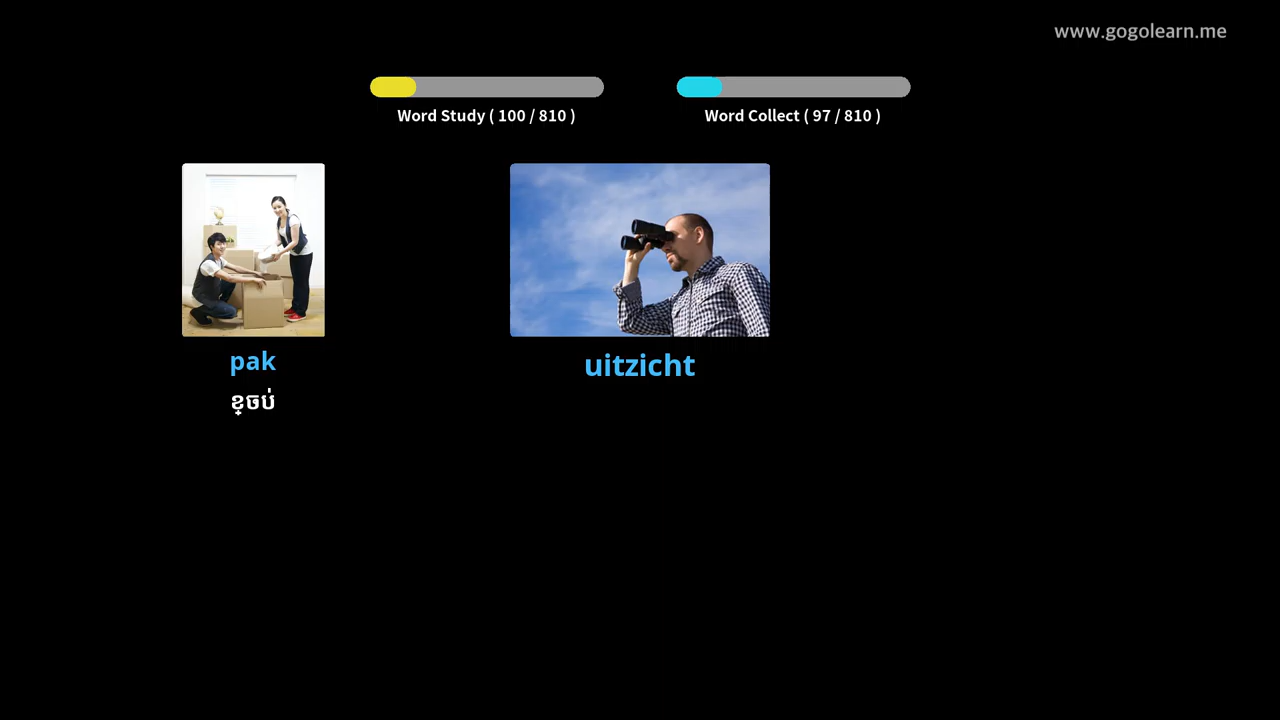 www.gogolearn.me
Word Study ( 100 / 810 )
Word Collect ( 97 / 810 )
pak
ខ្ចប់
uitzicht